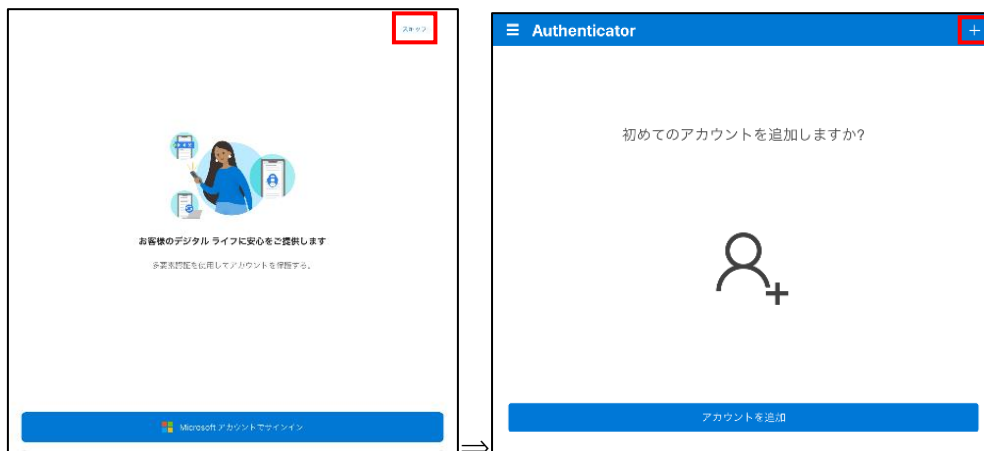 スキップ
お客様のデジタル ライフに安心をご提供します
多要素認証を使用してアカウントを保護する。
Microsoft アカウントでサインイン
⇒
Authenticator
初めてのアカウントを追加しますか?
アカウントを追加